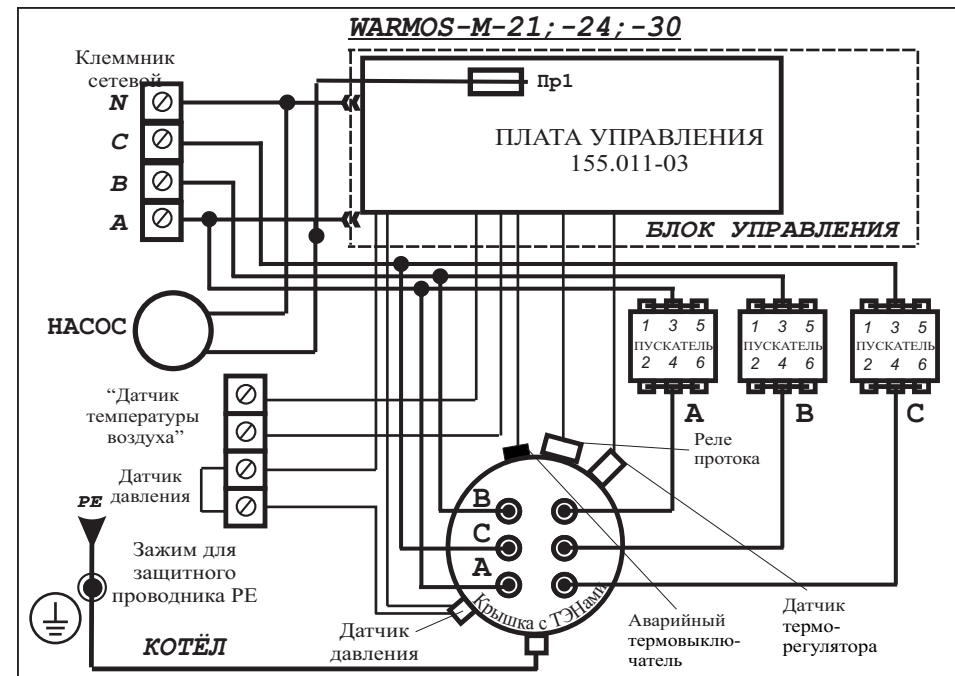 WARMOS-M-21;-24;-30
Клеммник
сетевой
N
C
B
A
Пр1
ПЛАТА УПРАВЛЕНИЯ
155.011-03
БЛОК УПРАВЛЕНИЯ
НАСОС
1 3 5
ПУСКАТЕЛЬ
2 4 6
A
1 3 5
ПУСКАТЕЛЬ
2 4 6
B
1 3 5
ПУСКАТЕЛЬ
2 4 6
C
“Датчик
температуры
воздуха”
Датчик
давления
Реле
протока
PE
Зажим для
защитного
проводника PE
B
C
A
Крышка с ТЭНами
КОТЁЛ
Датчик
давления
Аварийный
термовыклю-
чатель
Датчик
термо-
регулятора